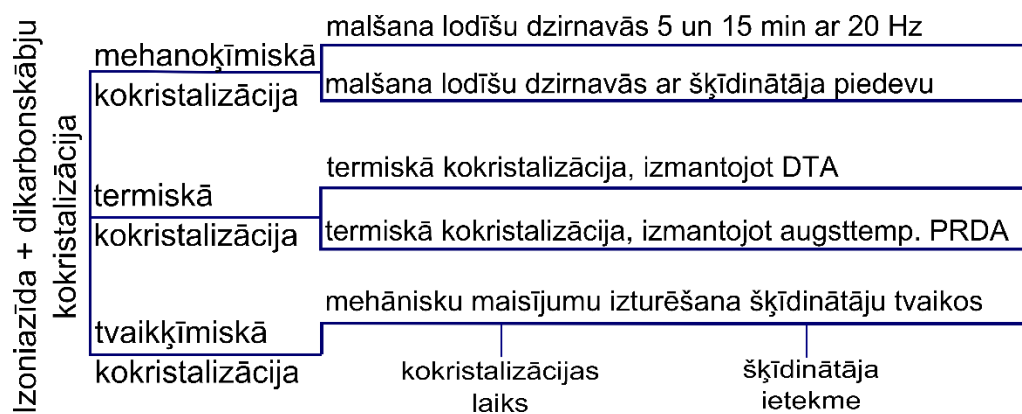 Izoniazīda + dikarbonskābju
kokristalizācija
mehanoķīmiskā
kokristalizācija
malšana lodīšu dzirnavās 5 un 15 min ar 20 Hz
malšana lodīšu dzirnavās ar šķīdinātāja piedevu
termiskā
kokristalizācija
termiskā kokristalizācija, izmantojot DTA
termiskā kokristalizācija, izmantojot augsttemp. PRDA
tvaikķīmiskā
kokristalizācija
mehānisku maisījumu izturēšana šķīdinātāju tvaikos
kokristalizācijas
laiks
šķīdinātāja
ietekme